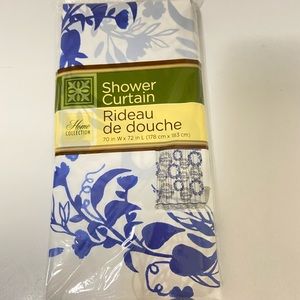 Shower
Curtain
Home
COLLECTION
Rideau
de douche
70 in W x 72 in L (178 cm x 183 cm)